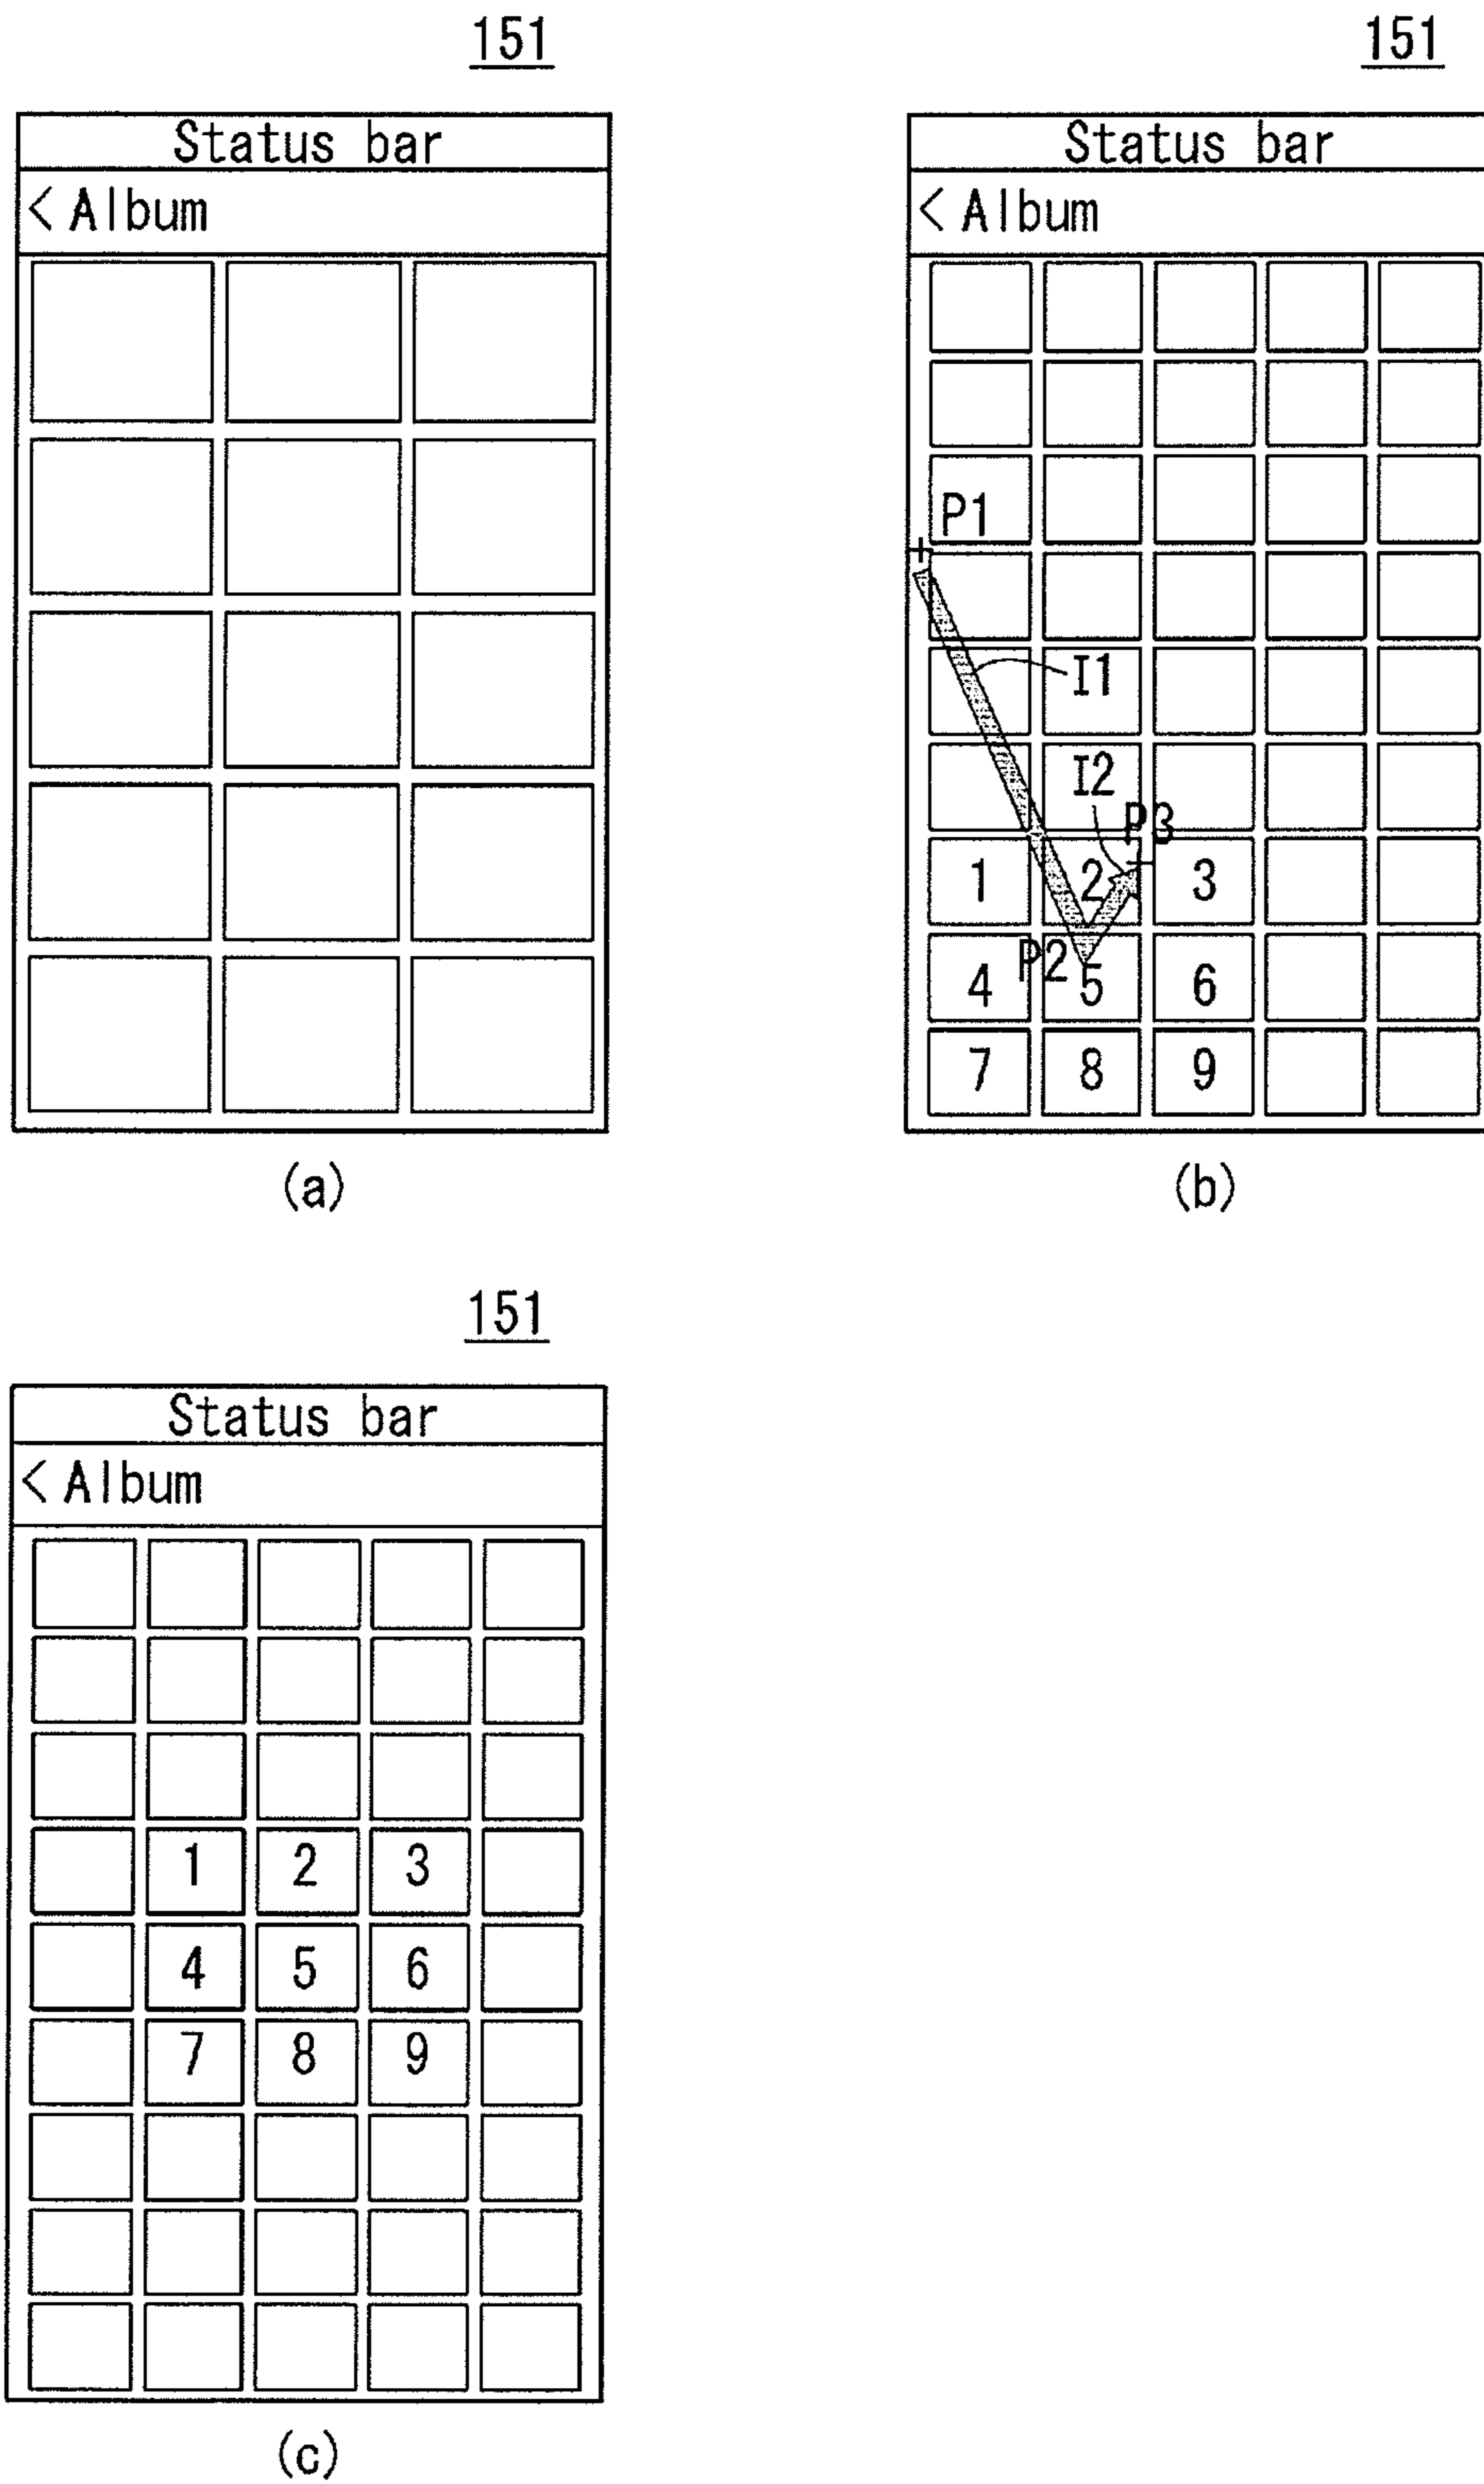 151
Status bar
< Album
(a)
151
Status bar
< Album
P1
I1
I2
P3
1 2 3
P2
4 5 6
7 8 9
(b)
151
Status bar
< Album
1 2 3
4 5 6
7 8 9
(c)